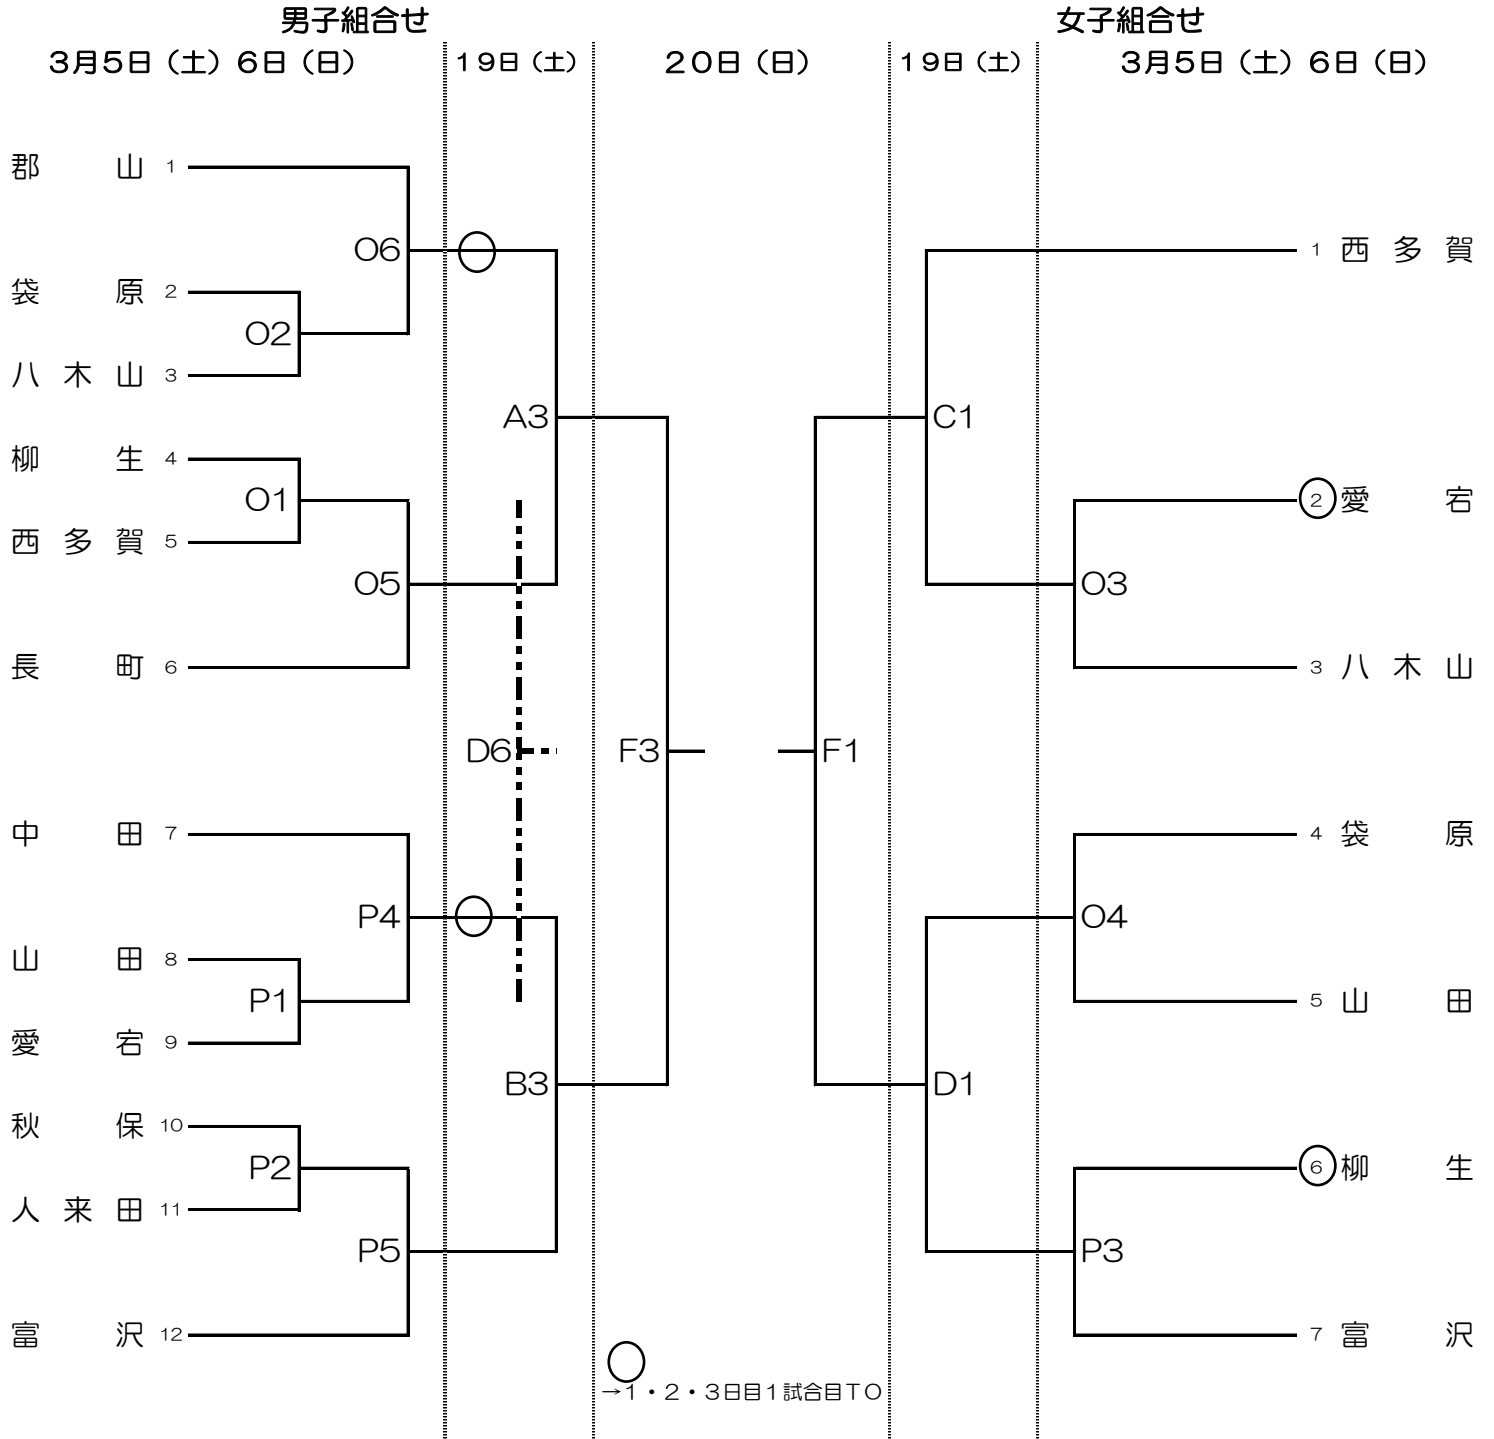 男子組合せ 女子組合せ
３月５日（土）６日（日） １９日（土） ２０日（日） １９日（土） ３月５日（土）６日（日）
郡山 1
O6 1 西多賀
袋原 2
O2
八木山 3
A3 C1
柳生 4
O1 2 愛宕
西多賀 5
O5 O3
長町 6 3 八木山
D6 F3 F1
中田 7 4 袋原
P4 O4
山田 8
P1 5 山田
愛宕 9
B3 D1
秋保 10
P2 6 柳生
人来田 11
P5 P3
富沢 12 7 富沢
→１・２・３日目１試合目ＴＯ